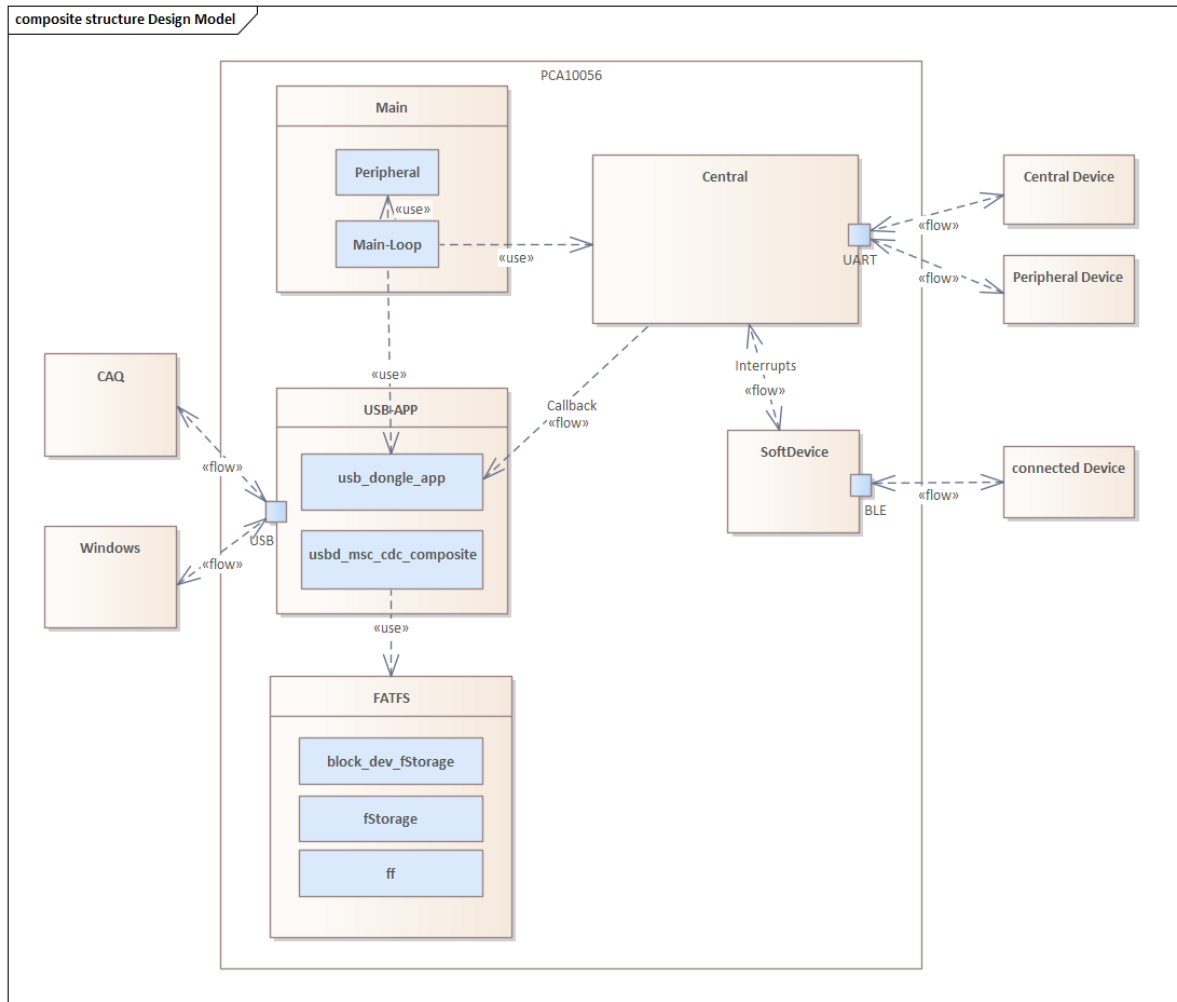 composite structure Design Model
PCA10056
Main
Peripheral
«use»
Main-Loop
«use»
Central
UART
Central Device
«flow»
Peripheral Device
«flow»
Interrupts
«flow»
Callback
«flow»
«use»
CAQ
«flow»
Windows
«flow»
USB
USB-APP
usb_dongle_app
usbd_msc_cdc_composite
SoftDevice
BLE
«flow»
connected Device
«use»
FATFS
block_dev_fStorage
fStorage
ff